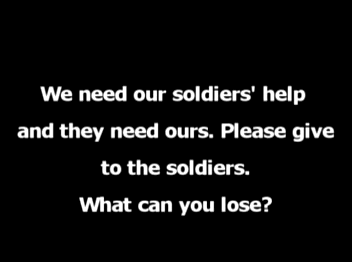 We need our soldiers' help
and they need ours. Please give
to the soldiers.
What can you lose?